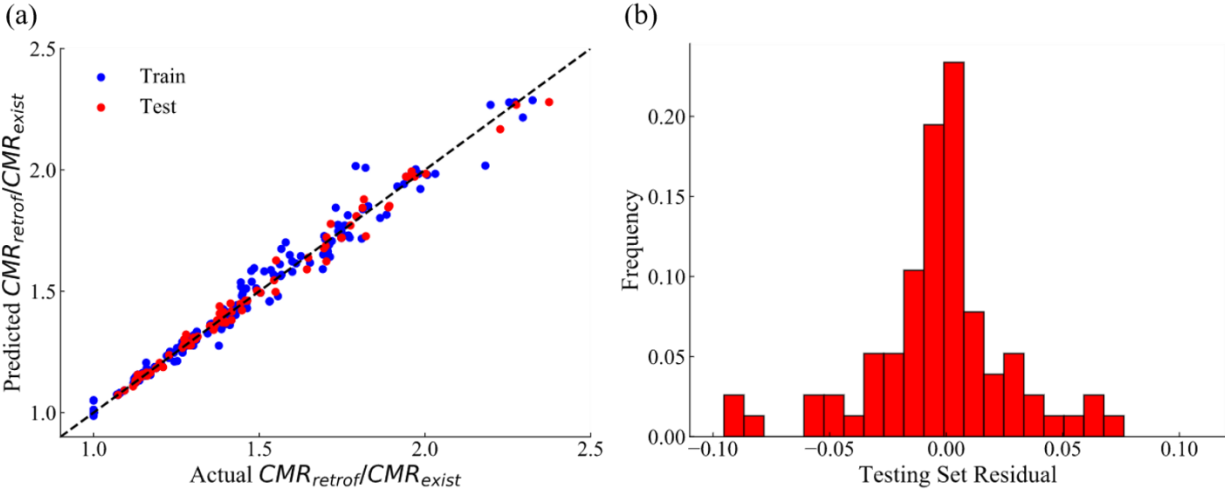 (a)
2.5
2.0
1.5
1.0
Predicted CMR_retrof/CMR_exist
Train
Test
1.0
1.5
2.0
2.5
Actual CMR_retrof/CMR_exist
(b)
0.20
0.15
0.10
0.05
0.00
Frequency
−0.10
−0.05
0.00
0.05
0.10
Testing Set Residual